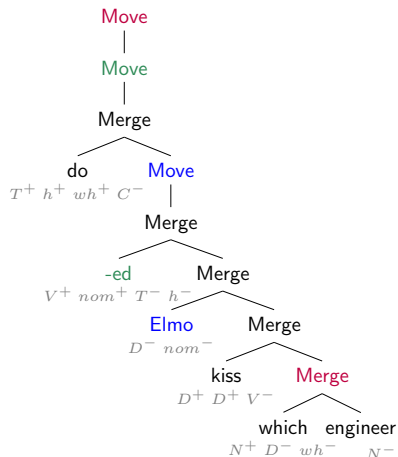 Move
Move
Merge
do Move
T⁺ h⁺ wh⁺ C⁻
Merge
-ed Merge
V⁺ nom⁺ T⁻ h⁻
Elmo Merge
D⁻ nom⁻
kiss Merge
D⁺ D⁺ V⁻
which engineer
N⁺ D⁻ wh⁻ N⁻